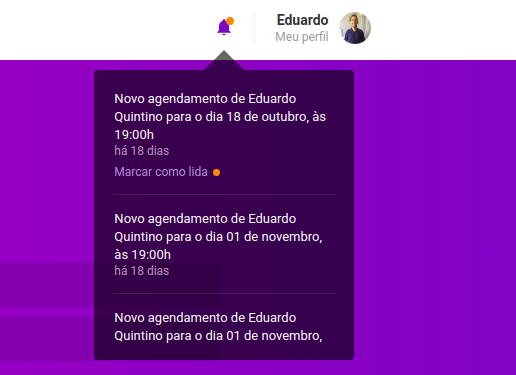 Eduardo
Meu perfil
Novo agendamento de Eduardo
Quintino para o dia 18 de outubro, às
19:00h
há 18 dias
Marcar como lida
Novo agendamento de Eduardo
Quintino para o dia 01 de novembro,
às 19:00h
há 18 dias
Novo agendamento de Eduardo
Quintino para o dia 01 de novembro,